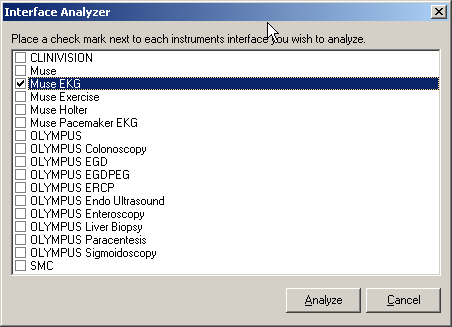 Interface Analyzer
Place a check mark next to each instruments interface you wish to analyze.
CLINIVISION
Muse
Muse EKG
Muse Exercise
Muse Holter
Muse Pacemaker EKG
OLYMPUS
OLYMPUS Colonoscopy
OLYMPUS EGD
OLYMPUS EGDPEG
OLYMPUS ERCP
OLYMPUS Endo Ultrasound
OLYMPUS Enteroscopy
OLYMPUS Liver Biopsy
OLYMPUS Paracentesis
OLYMPUS Sigmoidoscopy
SMC
Analyze Cancel